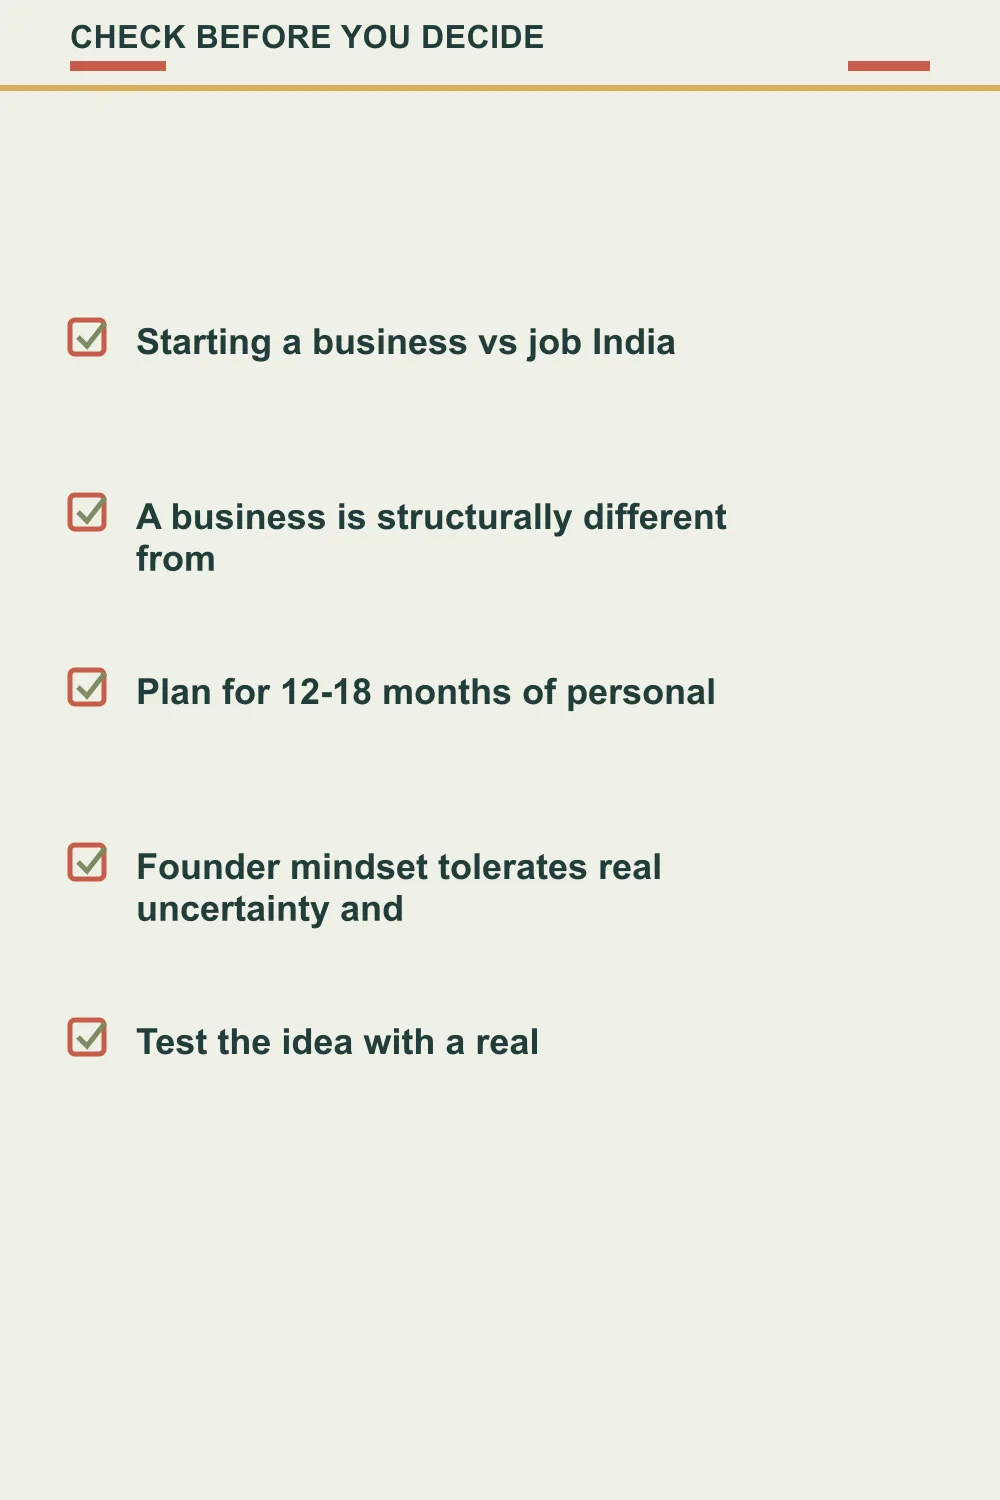 CHECK BEFORE YOU DECIDE
Starting a business vs job India
A business is structurally different
from
Plan for 12-18 months of personal
Founder mindset tolerates real
uncertainty and
Test the idea with a real